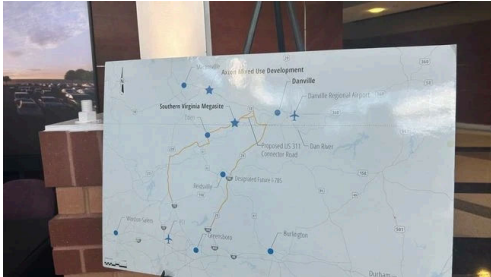 Axton Mixed Use Development
Danville
Danville Regional Airport
Southern Virginia Megasite
Proposed US 311
Connector Road
Dan River
Reidsville
Designated Future I-785
Winston Salem
Greensboro
Burlington
Durham